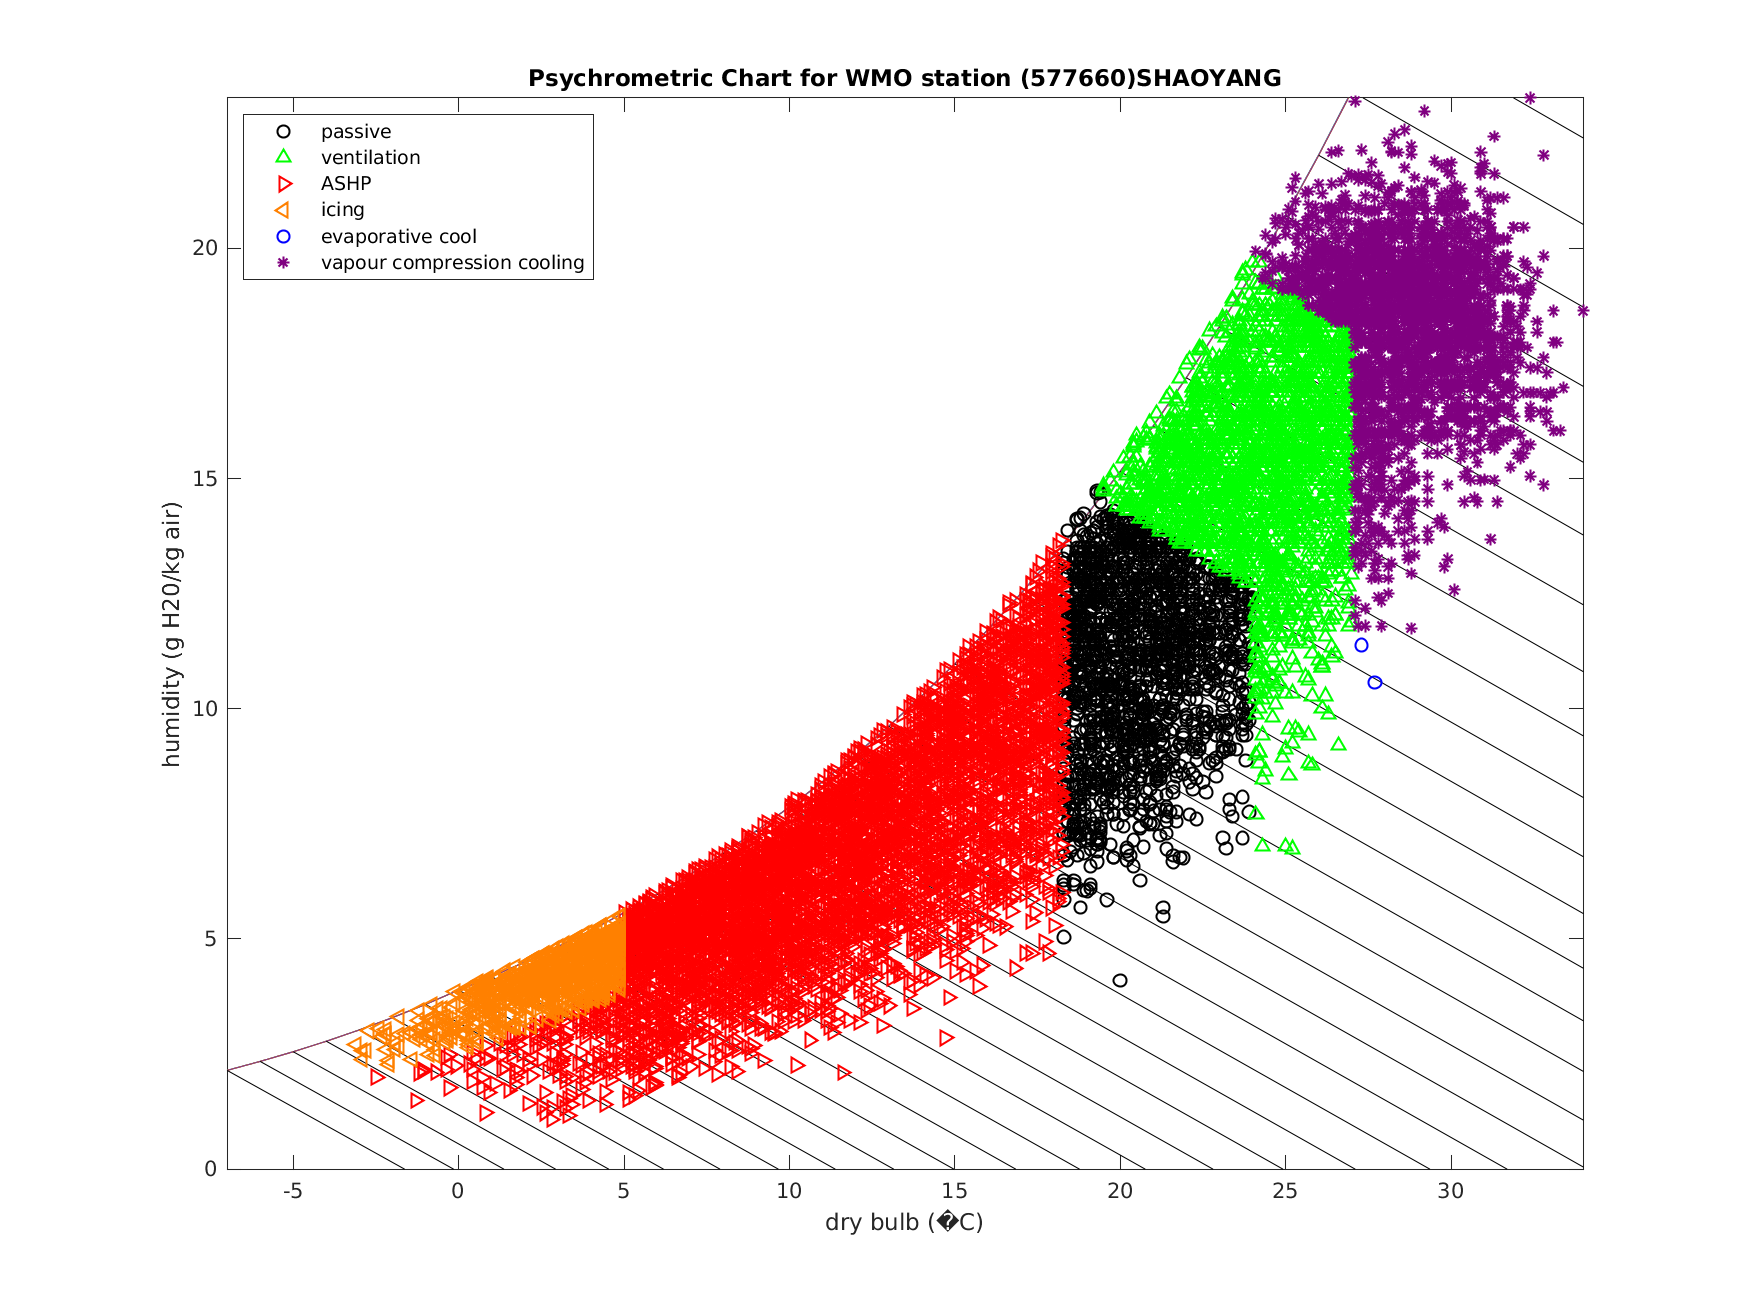 Psychrometric Chart for WMO station (577660)SHAOYANG
passive
ventilation
ASHP
icing
evaporative cool
vapour compression cooling
humidity (g H20/kg air)
20
15
10
5
0
-5 0 5 10 15 20 25 30
dry bulb (�C)